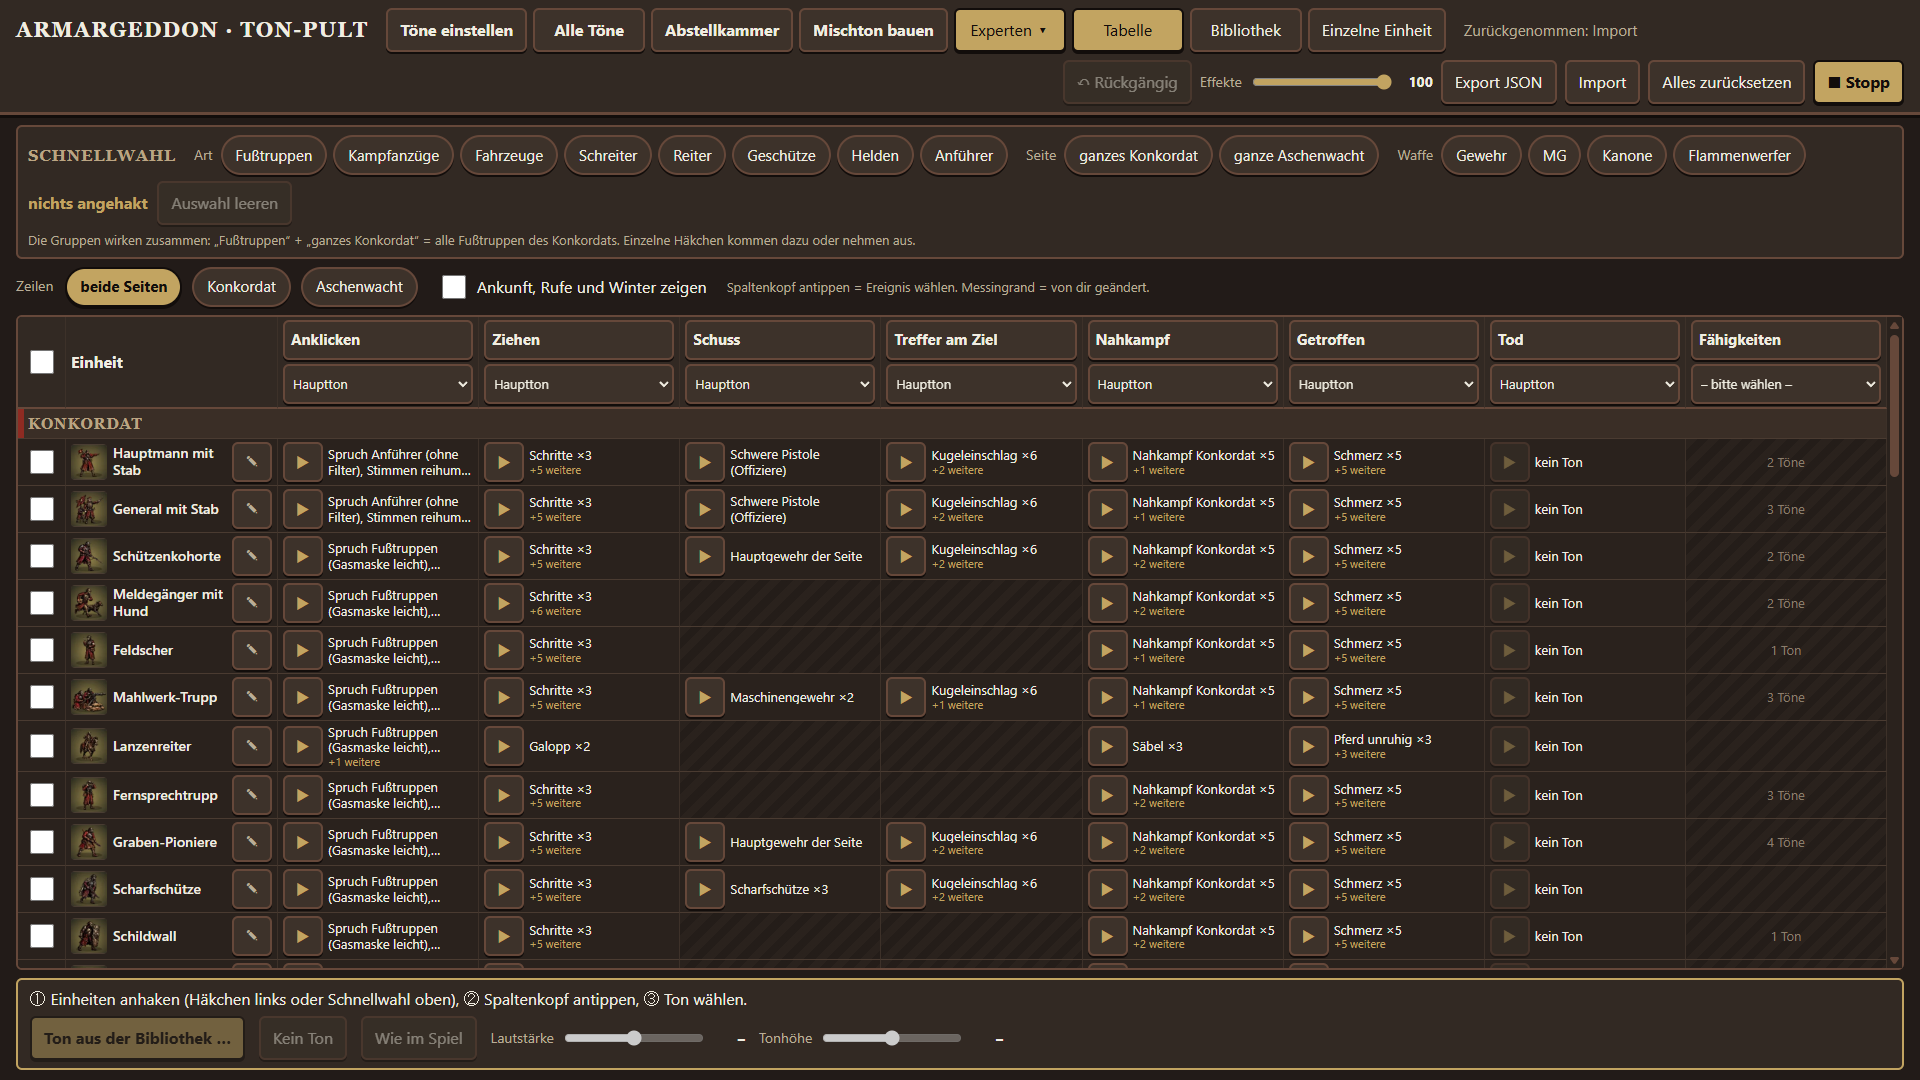 ARMARGEDDON · TON-PULT
Töne einstellen
Alle Töne
Abstellkammer
Mischton bauen
Experten ▾
Tabelle
Bibliothek
Einzelne Einheit
Zurückgenommen: Import
↶ Rückgängig
Effekte
100
Export JSON
Import
Alles zurücksetzen
■ Stopp
SCHNELLWAHL
Art
Fußtruppen
Kampfanzüge
Fahrzeuge
Schreiter
Reiter
Geschütze
Helden
Anführer
Seite
ganzes Konkordat
ganze Aschenwacht
Waffe
Gewehr
MG
Kanone
Flammenwerfer
nichts angehakt
Auswahl leeren
Die Gruppen wirken zusammen: „Fußtruppen“ + „ganzes Konkordat“ = alle Fußtruppen des Konkordats. Einzelne Häkchen kommen dazu oder nehmen aus.
Zeilen
beide Seiten
Konkordat
Aschenwacht
Ankunft, Rufe und Winter zeigen
Spaltenkopf antippen = Ereignis wählen. Messingrand = von dir geändert.
Einheit
Anklicken
Ziehen
Schuss
Treffer am Ziel
Nahkampf
Getroffen
Tod
Fähigkeiten
Hauptton
Hauptton
Hauptton
Hauptton
Hauptton
Hauptton
Hauptton
– bitte wählen –
KONKORDAT
Hauptmann mit
Stab
Spruch Anführer (ohne
Filter), Stimmen reihum...
Schritte ×3
+5 weitere
Schwere Pistole
(Offiziere)
Kugeleinschlag ×6
+2 weitere
Nahkampf Konkordat ×5
+1 weitere
Schmerz ×5
+5 weitere
kein Ton
2 Töne
General mit Stab
Spruch Anführer (ohne
Filter), Stimmen reihum...
Schritte ×3
+5 weitere
Schwere Pistole
(Offiziere)
Kugeleinschlag ×6
+2 weitere
Nahkampf Konkordat ×5
+1 weitere
Schmerz ×5
+5 weitere
kein Ton
3 Töne
Schützenkohorte
Spruch Fußtruppen
(Gasmaske leicht),...
Schritte ×3
+5 weitere
Hauptgewehr der Seite
Kugeleinschlag ×6
+2 weitere
Nahkampf Konkordat ×5
+2 weitere
Schmerz ×5
+5 weitere
kein Ton
2 Töne
Meldegänger mit
Hund
Spruch Fußtruppen
(Gasmaske leicht),...
Schritte ×3
+6 weitere
Nahkampf Konkordat ×5
+2 weitere
Schmerz ×5
+5 weitere
kein Ton
2 Töne
Feldscher
Spruch Fußtruppen
(Gasmaske leicht),...
Schritte ×3
+5 weitere
Nahkampf Konkordat ×5
+1 weitere
Schmerz ×5
+5 weitere
kein Ton
1 Ton
Mahlwerk-Trupp
Spruch Fußtruppen
(Gasmaske leicht),...
Schritte ×3
+5 weitere
Maschinengewehr ×2
Kugeleinschlag ×6
+1 weitere
Nahkampf Konkordat ×5
+1 weitere
Schmerz ×5
+5 weitere
kein Ton
3 Töne
Lanzenreiter
Spruch Fußtruppen
(Gasmaske leicht),...
+1 weitere
Galopp ×2
Säbel ×3
Pferd unruhig ×3
+3 weitere
kein Ton
Fernsprechtrupp
Spruch Fußtruppen
(Gasmaske leicht),...
Schritte ×3
+5 weitere
Nahkampf Konkordat ×5
+2 weitere
Schmerz ×5
+5 weitere
kein Ton
3 Töne
Graben-Pioniere
Spruch Fußtruppen
(Gasmaske leicht),...
Schritte ×3
+5 weitere
Hauptgewehr der Seite
Kugeleinschlag ×6
+2 weitere
Nahkampf Konkordat ×5
+2 weitere
Schmerz ×5
+5 weitere
kein Ton
4 Töne
Scharfschütze
Spruch Fußtruppen
(Gasmaske leicht),...
Schritte ×3
+5 weitere
Scharfschütze ×3
Kugeleinschlag ×6
+2 weitere
Nahkampf Konkordat ×5
+2 weitere
Schmerz ×5
+5 weitere
kein Ton
Schildwall
Spruch Fußtruppen
(Gasmaske leicht),...
Schritte ×3
+5 weitere
Nahkampf Konkordat ×5
+2 weitere
Schmerz ×5
+5 weitere
kein Ton
1 Ton
① Einheiten anhaken (Häkchen links oder Schnellwahl oben), ② Spaltenkopf antippen, ③ Ton wählen.
Ton aus der Bibliothek ...
Kein Ton
Wie im Spiel
Lautstärke
–
Tonhöhe
–